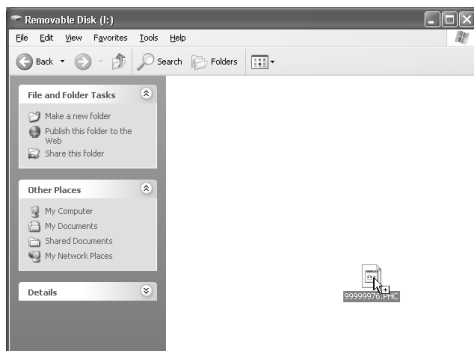 Removable Disk (I:)
File Edit View Favorites Tools Help
Back Search Folders
File and Folder Tasks
Make a new folder
Publish this folder to the
Web
Share this folder
Other Places
My Computer
My Documents
Shared Documents
My Network Places
Details
99999976.PMC